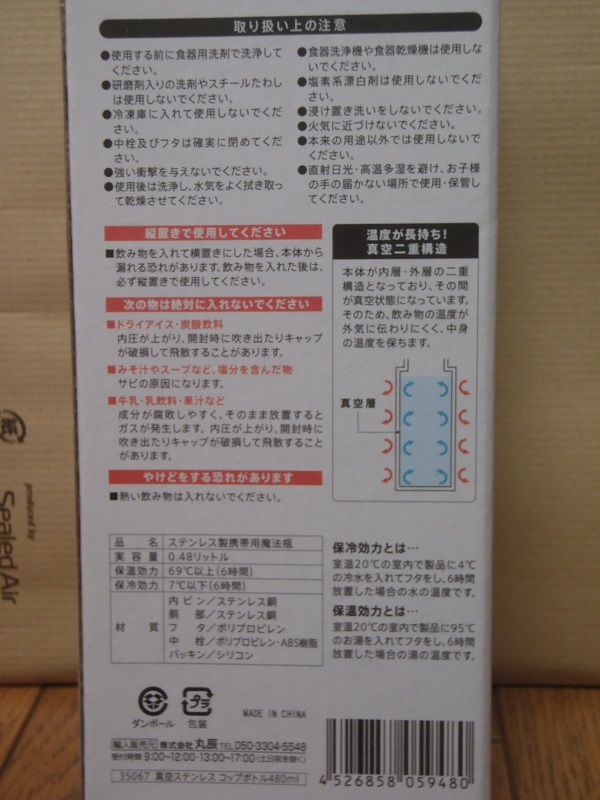 取り扱い上の注意
●使用する前に食器用洗剤で洗浄して
ください。
●研磨剤入りの洗剤やスチールたわし
は使用しないでください。
●冷凍庫に入れて使用しないでくださ
い。
●中栓及びフタは確実に閉めてくだ
さい。
●強い衝撃を与えないでください。
●使用後は洗浄し、水気をよく拭き取っ
て乾燥させてください。
●食器洗浄機や食器乾燥機は使用しな
いでください。
●塩素系漂白剤は使用しないでくださ
い。
●浸け置き洗いをしないでください。
●火気に近づけないでください。
●本来の用途以外では使用しないで
ください。
●直射日光・高温多湿を避け、お子様
の手の届かない場所で使用・保管し
てください。
縦置きで使用してください
■飲み物を入れて横置きにした場合、本体から
漏れる恐れがあります。飲み物を入れた後は、
必ず縦置きで使用してください。
次の物は絶対に入れないでください
■ドライアイス・炭酸飲料
内圧が上がり、開封時に吹き出たりキャップ
が破損して飛散することがあります。
■みそ汁やスープなど、塩分を含んだ物
サビの原因になります。
■牛乳・乳飲料・果汁など
成分が腐敗しやすく、そのまま放置すると
ガスが発生します。内圧が上がり、開封時に
吹き出たりキャップが破損して飛散すること
があります。
やけどをする恐れがあります
■熱い飲み物は入れないでください。
温度が長持ち!
真空二重構造
本体が内層・外層の二重
構造となっており、その間
が真空状態になっています。
そのため、飲み物の温度が
外気に伝わりにくく、中身
の温度を保ちます。
真空層
品名 ステンレス製携帯用魔法瓶
実容量 0.48リットル
保温効力 69℃以上(6時間)
保冷効力 7℃以下(6時間)
材質 内ビン/ステンレス鋼
胴部/ステンレス鋼
フタ/ポリプロピレン
中栓/ポリプロピレン・ABS樹脂
パッキン/シリコン
保冷効力とは…
室温20℃の室内で製品に4℃
の冷水を入れてフタをし、6時間
放置した場合の水の温度です。
保温効力とは…
室温20℃の室内で製品に95℃
のお湯を入れてフタをし、6時間
放置した場合の湯の温度です。
ダンボール
プラ
包装
MADE IN CHINA
輸入販売元 株式会社 丸辰 TEL 050-3304-5548
受付時間 9:00~12:00・13:00~17:00 (土日祝を除く)
35067 真空ステンレス コップボトル480ml
4 526858 059480
紙
produced by
Sealed Air